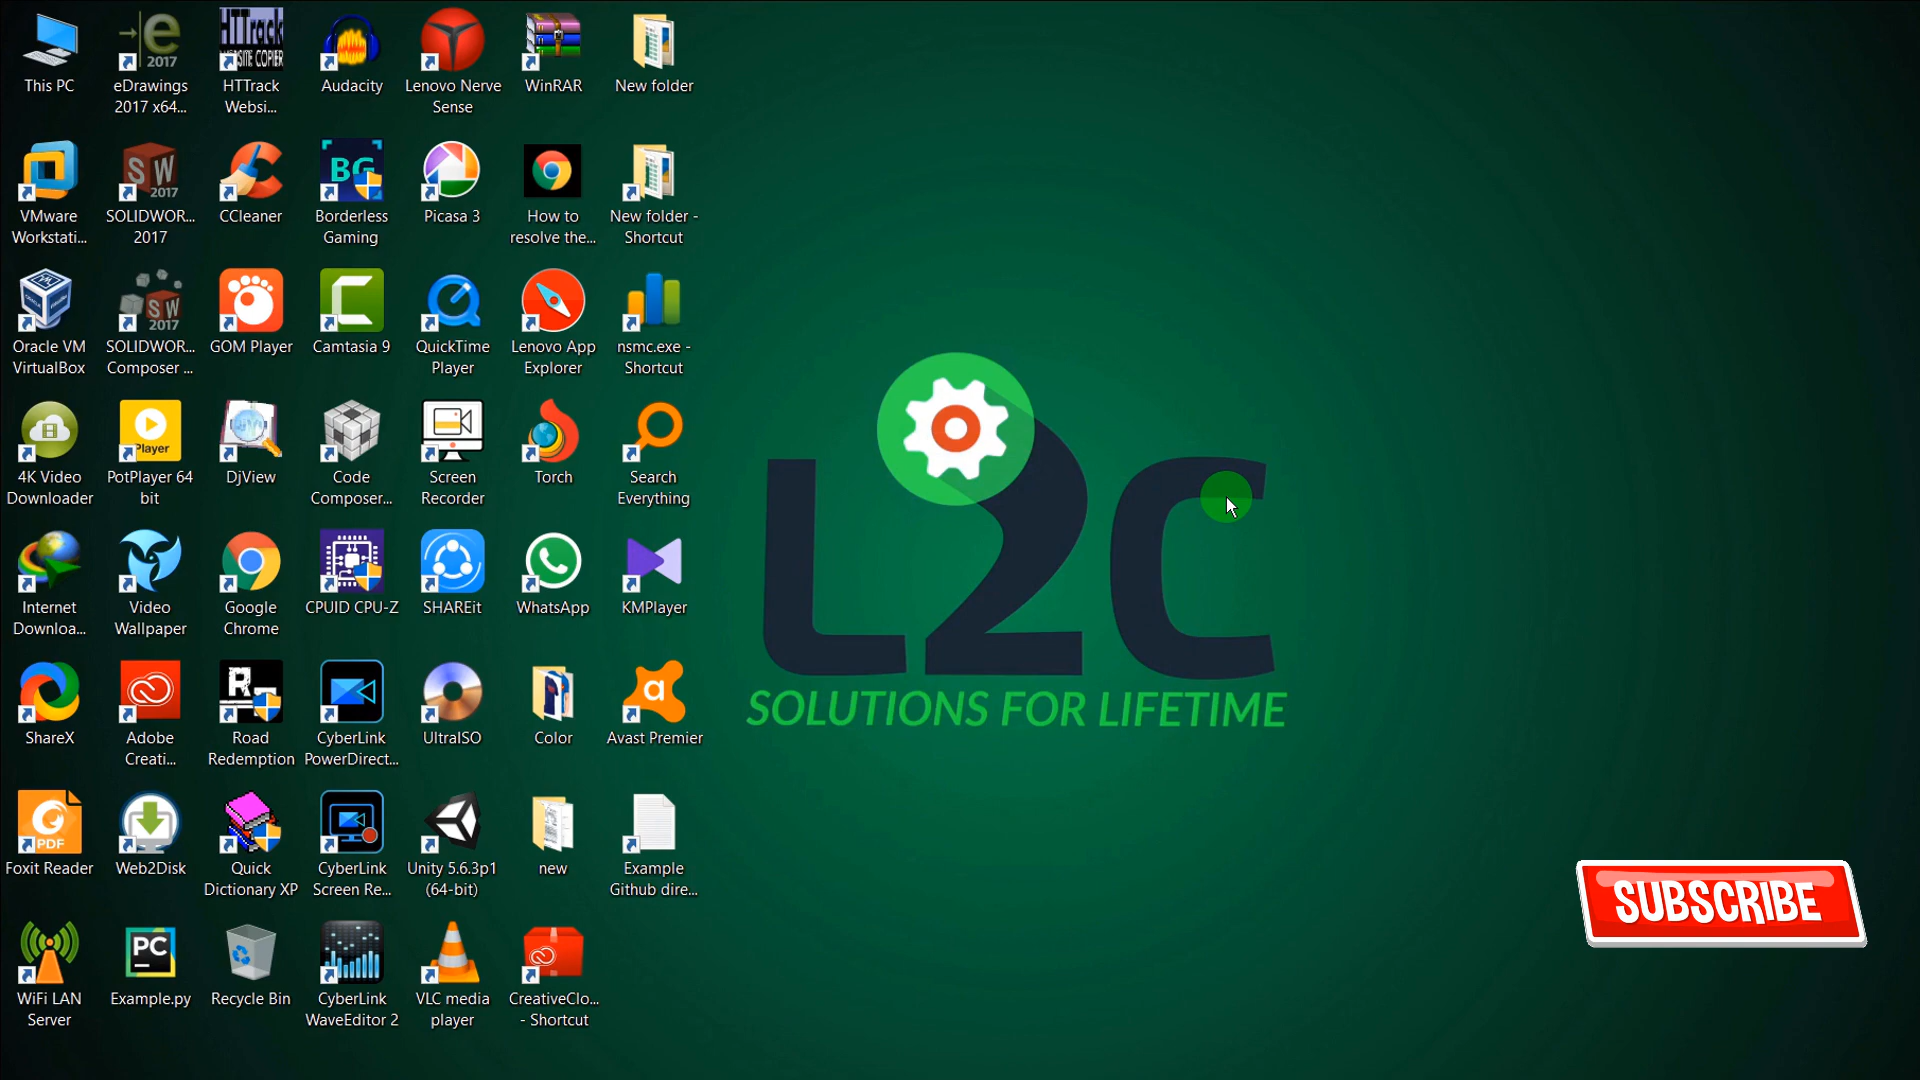 This PC
eDrawings
2017 x64...
HTTrack
Websi...
Audacity
Lenovo Nerve
Sense
WinRAR
New folder
VMware
Workstati...
SOLIDWOR...
2017
CCleaner
Borderless
Gaming
Picasa 3
How to
resolve the...
New folder -
Shortcut
Oracle VM
VirtualBox
SOLIDWOR...
Composer ...
GOM Player
Camtasia 9
QuickTime
Player
Lenovo App
Explorer
nsmc.exe -
Shortcut
4K Video
Downloader
PotPlayer 64
bit
DjView
Code
Composer...
Screen
Recorder
Torch
Search
Everything
Internet
Downloa...
Video
Wallpaper
Google
Chrome
CPUID CPU-Z
SHAREit
WhatsApp
KMPlayer
ShareX
Adobe
Creati...
Road
Redemption
CyberLink
PowerDirect...
UltraISO
Color
Avast Premier
Foxit Reader
Web2Disk
Quick
Dictionary XP
CyberLink
Screen Re...
Unity 5.6.3p1
(64-bit)
new
Example
Github dire...
WiFi LAN
Server
Example.py
Recycle Bin
CyberLink
WaveEditor 2
VLC media
player
CreativeClo...
- Shortcut
L2C
SOLUTIONS FOR LIFETIME
SUBSCRIBE